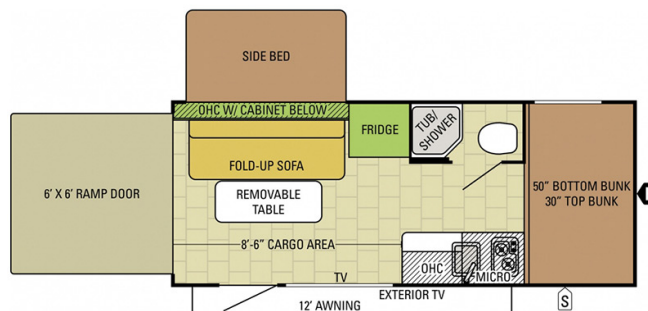 SIDE BED
OHC W/ CABINET BELOW
FRIDGE
TUB/
SHOWER
FOLD-UP SOFA
6' X 6' RAMP DOOR
REMOVABLE
TABLE
50" BOTTOM BUNK
30" TOP BUNK
8'-6" CARGO AREA
OHC
MICRO
TV
EXTERIOR TV
12' AWNING
S